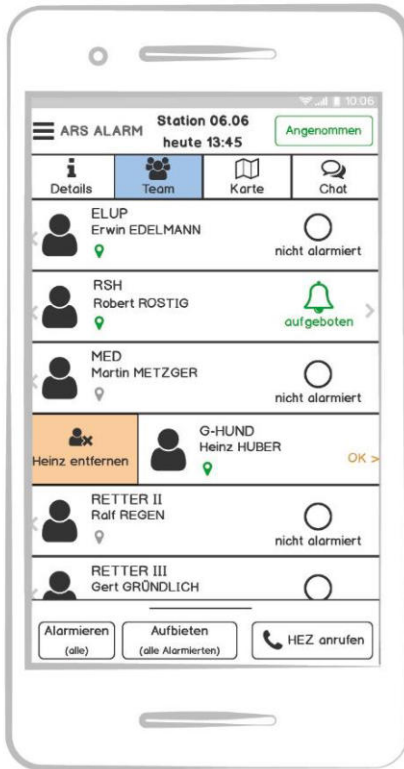 10:06
ARS ALARM
Station 06.06
heute 13:45
Angenommen
Details
Team
Karte
Chat
ELUP
Erwin EDELMANN
nicht alarmiert
RSH
Robert ROSTIG
aufgeboten
MED
Martin METZGER
nicht alarmiert
Heinz entfernen
G-HUND
Heinz HUBER
OK >
RETTER II
Ralf REGEN
nicht alarmiert
RETTER III
Gert GRÜNDLICH
Alarmieren
(alle)
Aufbieten
(alle Alarmierten)
HEZ anrufen